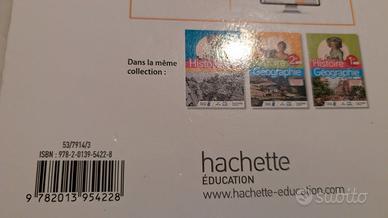 Dans la même
collection :
Histoire
2de
Géographie
Histoire
1re
Géographie
53/7914/3
ISBN : 978-2-0139-5422-8
9 782013 954228
hachette
ÉDUCATION
www.hachette-education.com
subito